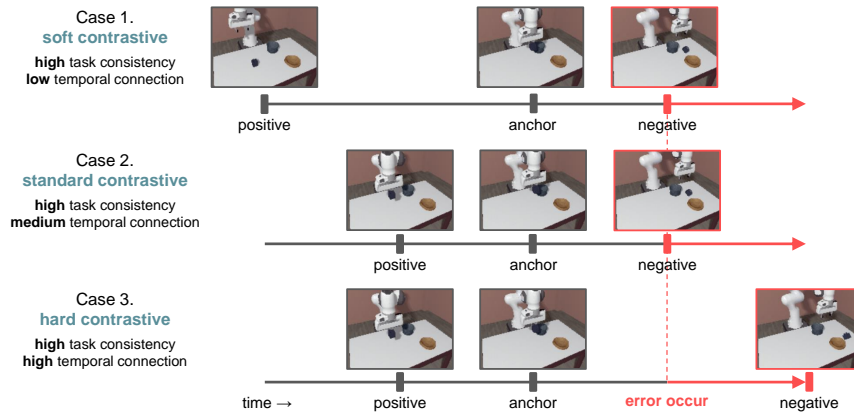 Case 1.
soft contrastive
high task consistency
low temporal connection
positive
anchor
negative
Case 2.
standard contrastive
high task consistency
medium temporal connection
positive
anchor
negative
Case 3.
hard contrastive
high task consistency
high temporal connection
time →
positive
anchor
error occur
negative